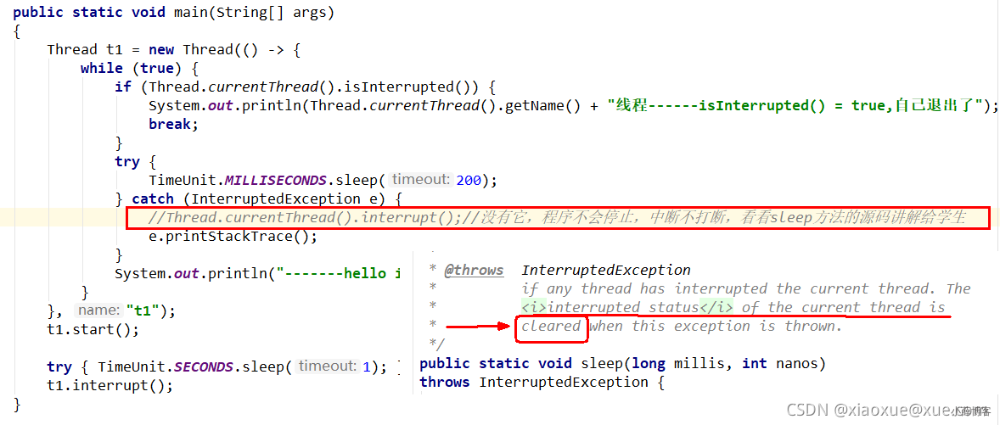 public static void main(String[] args)
{
Thread t1 = new Thread(() -> {
while (true) {
if (Thread.currentThread().isInterrupted()) {
System.out.println(Thread.currentThread().getName() + "线程------isInterrupted() = true,自己退出了");
break;
}
try {
TimeUnit.MILLISECONDS.sleep( timeout: 200);
} catch (InterruptedException e) {
//Thread.currentThread().interrupt();//没有它，程序不会停止，中断不打断，看看sleep方法的源码讲解给学生
e.printStackTrace();
}
System.out.println("-------hello i
}
}, name: "t1");
t1.start();
try { TimeUnit.SECONDS.sleep( timeout: 1);
t1.interrupt();
}
*
* @throws InterruptedException
* if any thread has interrupted the current thread. The
* <i>interrupted status</i> of the current thread is
* cleared when this exception is thrown.
*/
public static void sleep(long millis, int nanos)
throws InterruptedException {
CSDN @xiaoxue@xue.